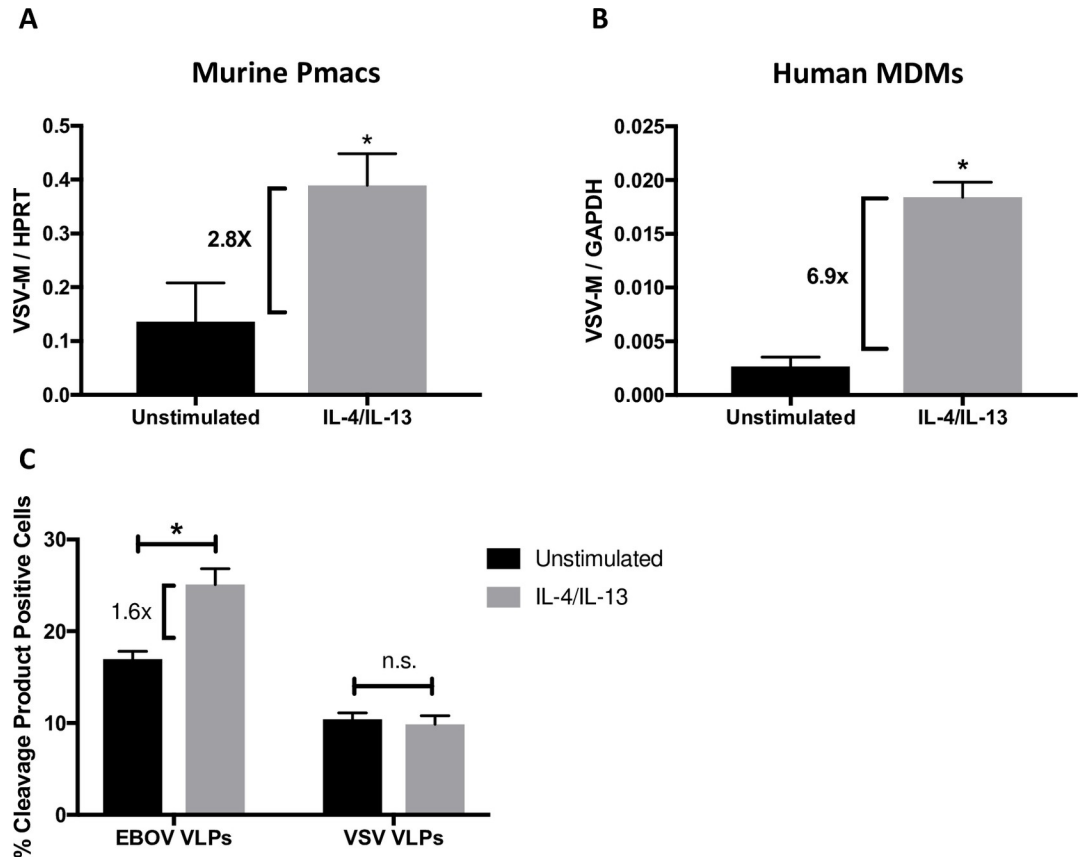 A
Murine Pmacs
VSV-M / HPRT
0.5
0.4
0.3
0.2
0.1
0.0
*
2.8X
Unstimulated
IL-4/IL-13
B
Human MDMs
VSV-M / GAPDH
0.025
0.020
0.015
0.010
0.005
0.000
*
6.9x
Unstimulated
IL-4/IL-13
C
% Cleavage Product Positive Cells
30
20
10
0
*
1.6x
n.s.
EBOV VLPs
VSV VLPs
Unstimulated
IL-4/IL-13